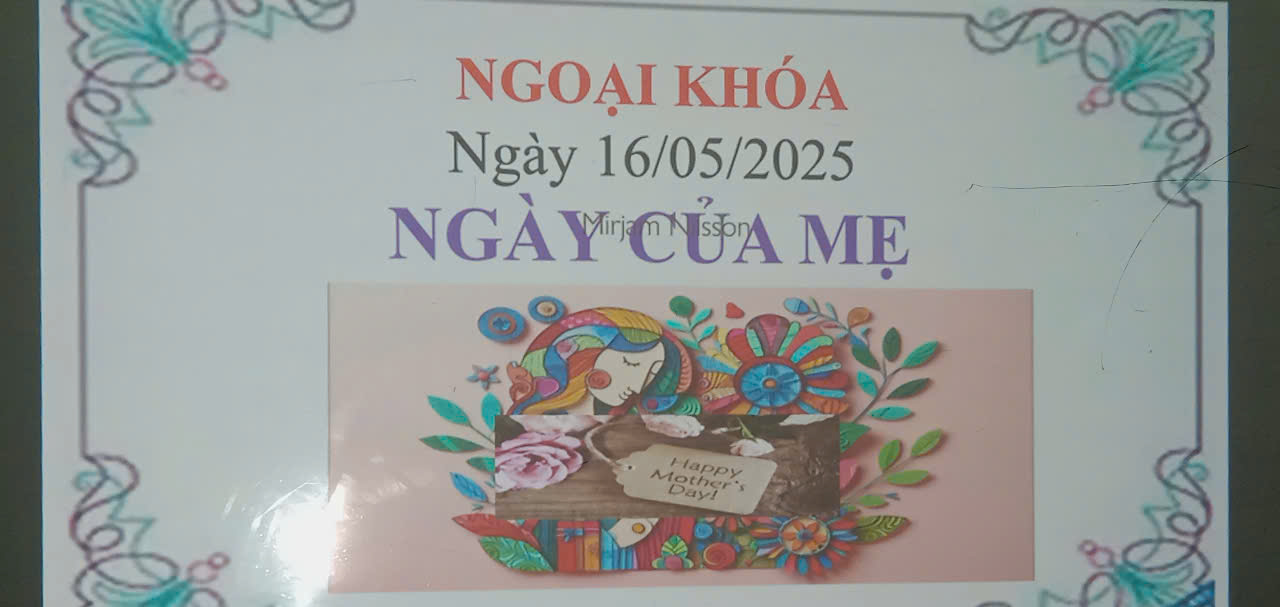 NGOẠI KHÓA
Ngày 16/05/2025
Mirjam Nilsson
NGÀY CỦA MẸ
Happy
Mother's
Day!